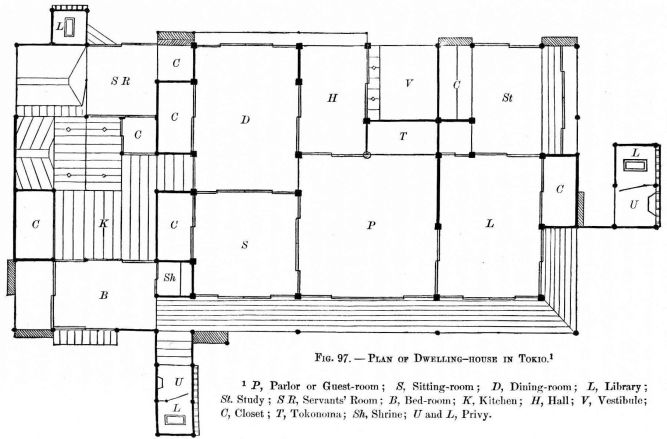 L
S R
C
D
H
V
C
St
C
C
T
L
U
C
C
K
C
S
P
L
Sh
B
U
L
FIG. 97. — PLAN OF DWELLING-HOUSE IN TOKIO.¹
¹ P, Parlor or Guest-room; S, Sitting-room; D, Dining-room; L, Library;
St. Study; S R, Servants' Room; B, Bed-room; K, Kitchen; H, Hall; V, Vestibule;
C, Closet; T, Tokonoma; Sh, Shrine; U and L, Privy.